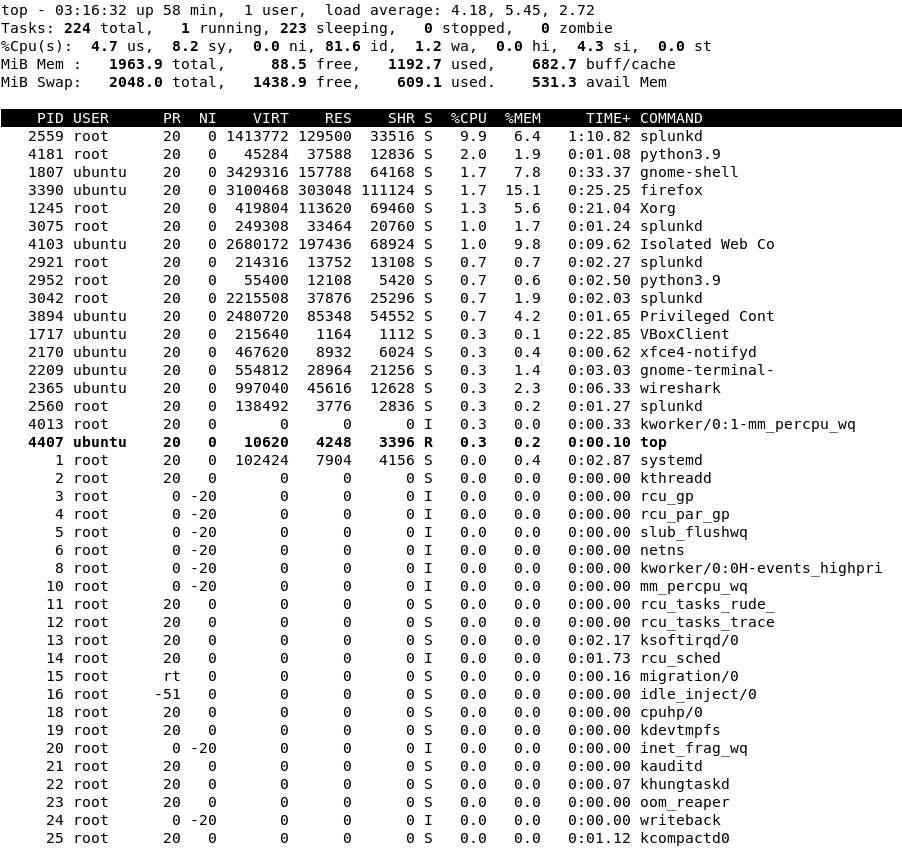 top - 03:16:32 up 58 min,  1 user,  load average: 4.18, 5.45, 2.72
Tasks: 224 total,   1 running, 223 sleeping,   0 stopped,   0 zombie
%Cpu(s):  4.7 us,  8.2 sy,  0.0 ni, 81.6 id,  1.2 wa,  0.0 hi,  4.3 si,  0.0 st
MiB Mem :   1963.9 total,     88.5 free,   1192.7 used,    682.7 buff/cache
MiB Swap:   2048.0 total,   1438.9 free,    609.1 used.    531.3 avail Mem
PID USER      PR  NI    VIRT    RES    SHR S  %CPU  %MEM     TIME+ COMMAND
2559 root      20   0 1413772 129500  33516 S   9.9   6.4   1:10.82 splunkd
4181 root      20   0   45284  37588  12836 S   2.0   1.9   0:01.08 python3.9
1807 ubuntu    20   0 3429316 157788  64168 S   1.7   7.8   0:33.37 gnome-shell
3390 ubuntu    20   0 3100468 303048 111124 S   1.7  15.1   0:25.25 firefox
1245 root      20   0  419804 113620  69460 S   1.3   5.6   0:21.04 Xorg
3075 root      20   0  249308  33464  20760 S   1.0   1.7   0:01.24 splunkd
4103 ubuntu    20   0 2680172 197436  68924 S   1.0   9.8   0:09.62 Isolated Web Co
2921 root      20   0  214316  13752  13108 S   0.7   0.7   0:02.27 splunkd
2952 root      20   0   55400  12108   5420 S   0.7   0.6   0:02.50 python3.9
3042 root      20   0 2215508  37876  25296 S   0.7   1.9   0:02.03 splunkd
3894 ubuntu    20   0 2480720  85348  54552 S   0.7   4.2   0:01.65 Privileged Cont
1717 ubuntu    20   0  215640   1164   1112 S   0.3   0.1   0:22.85 VBoxClient
2170 ubuntu    20   0  467620   8932   6024 S   0.3   0.4   0:00.62 xfce4-notifyd
2209 ubuntu    20   0  554812  28964  21256 S   0.3   1.4   0:03.03 gnome-terminal-
2365 ubuntu    20   0  997040  45616  12628 S   0.3   2.3   0:06.33 wireshark
2560 root      20   0  138492   3776   2836 S   0.3   0.2   0:01.27 splunkd
4013 root      20   0       0      0      0 I   0.3   0.0   0:00.33 kworker/0:1-mm_percpu_wq
4407 ubuntu    20   0   10620   4248   3396 R   0.3   0.2   0:00.10 top
1 root      20   0  102424   7904   4156 S   0.0   0.4   0:02.87 systemd
2 root      20   0       0      0      0 S   0.0   0.0   0:00.00 kthreadd
3 root       0 -20       0      0      0 I   0.0   0.0   0:00.00 rcu_gp
4 root       0 -20       0      0      0 I   0.0   0.0   0:00.00 rcu_par_gp
5 root       0 -20       0      0      0 I   0.0   0.0   0:00.00 slub_flushwq
6 root       0 -20       0      0      0 I   0.0   0.0   0:00.00 netns
8 root       0 -20       0      0      0 I   0.0   0.0   0:00.00 kworker/0:0H-events_highpri
10 root       0 -20       0      0      0 I   0.0   0.0   0:00.00 mm_percpu_wq
11 root      20   0       0      0      0 S   0.0   0.0   0:00.00 rcu_tasks_rude_
12 root      20   0       0      0      0 S   0.0   0.0   0:00.00 rcu_tasks_trace
13 root      20   0       0      0      0 S   0.0   0.0   0:02.17 ksoftirqd/0
14 root      20   0       0      0      0 I   0.0   0.0   0:01.73 rcu_sched
15 root      rt   0       0      0      0 S   0.0   0.0   0:00.16 migration/0
16 root     -51   0       0      0      0 S   0.0   0.0   0:00.00 idle_inject/0
18 root      20   0       0      0      0 S   0.0   0.0   0:00.00 cpuhp/0
19 root      20   0       0      0      0 S   0.0   0.0   0:00.00 kdevtmpfs
20 root       0 -20       0      0      0 I   0.0   0.0   0:00.00 inet_frag_wq
21 root      20   0       0      0      0 S   0.0   0.0   0:00.00 kauditd
22 root      20   0       0      0      0 S   0.0   0.0   0:00.07 khungtaskd
23 root      20   0       0      0      0 S   0.0   0.0   0:00.00 oom_reaper
24 root       0 -20       0      0      0 I   0.0   0.0   0:00.00 writeback
25 root      20   0       0      0      0 S   0.0   0.0   0:01.12 kcompactd0